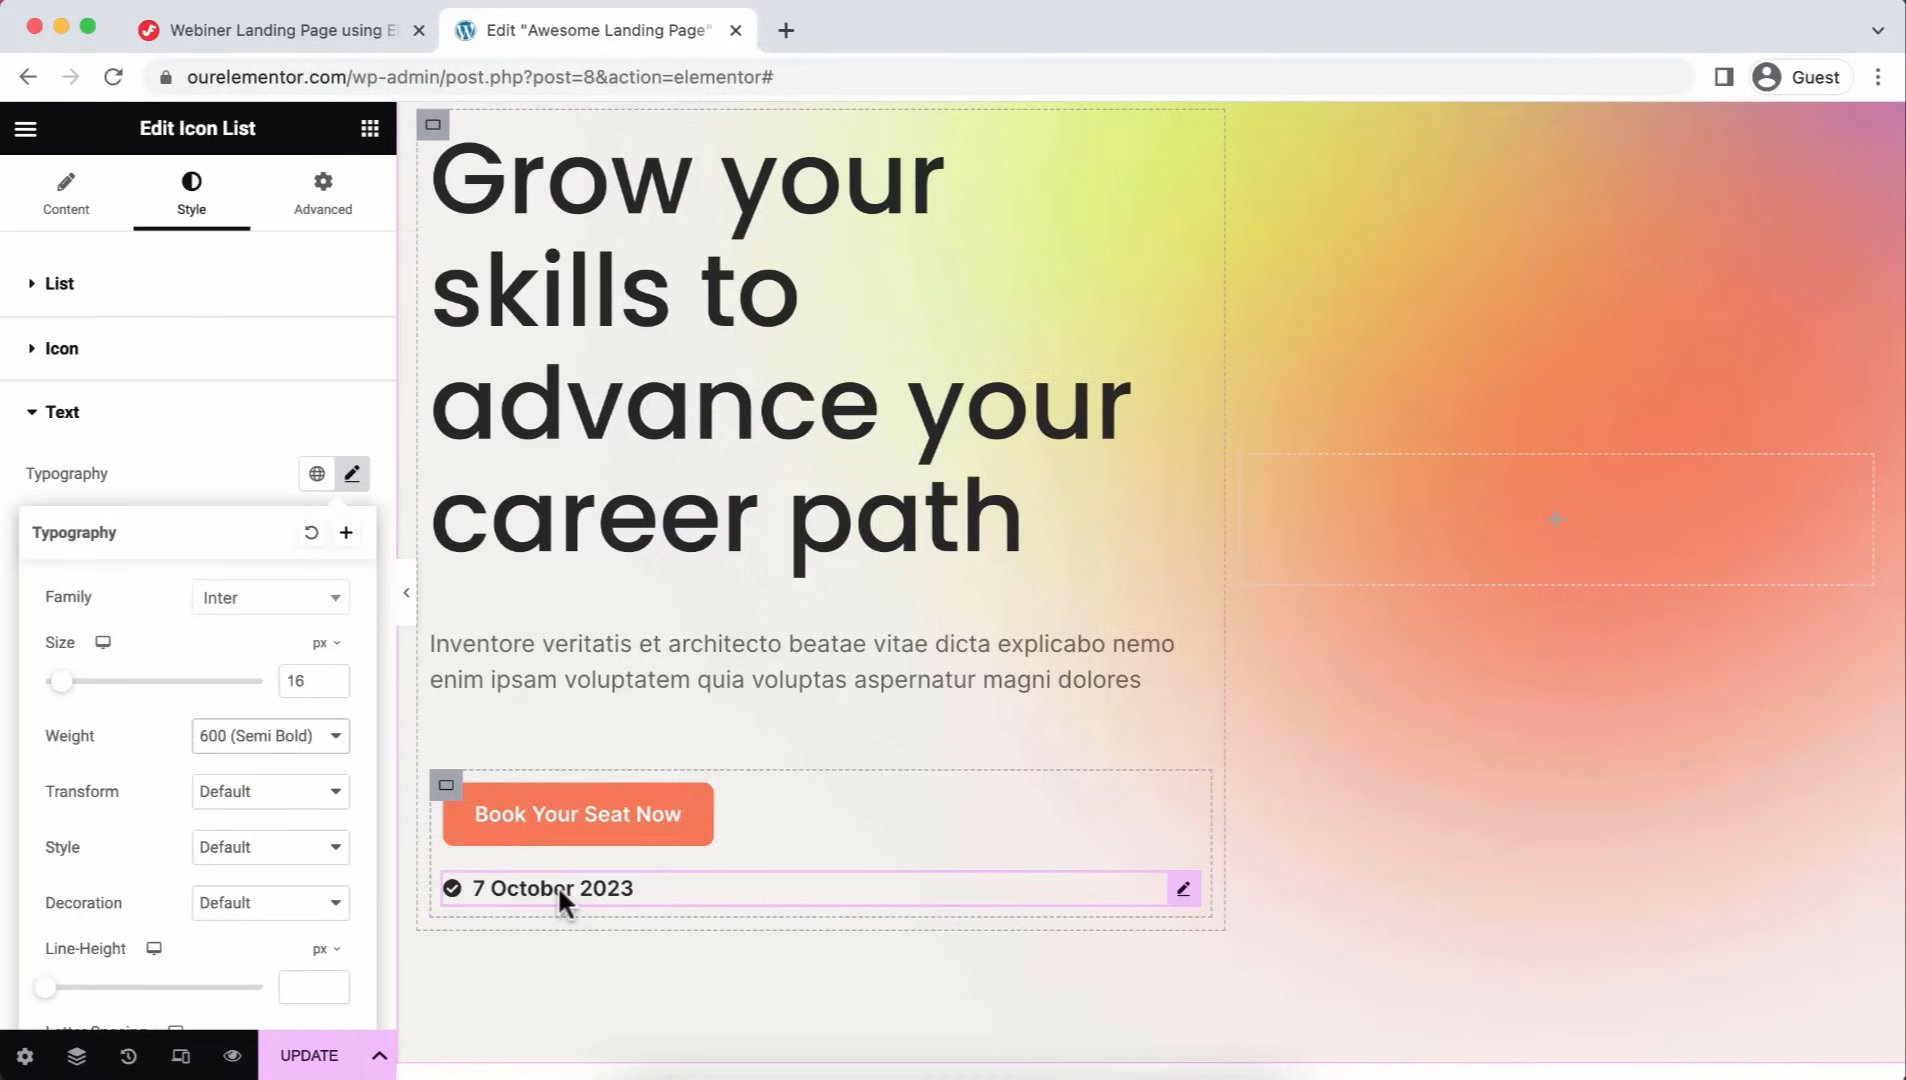 Webiner Landing Page using El
Edit "Awesome Landing Page"
ourelementor.com/wp-admin/post.php?post=8&action=elementor#
Guest
Edit Icon List
Content
Style
Advanced
List
Icon
Text
Typography
Typography
Family
Inter
Size
px
16
Weight
600 (Semi Bold)
Transform
Default
Style
Default
Decoration
Default
Line-Height
px
Letter Spacing
UPDATE
Grow your
skills to
advance your
career path
Inventore veritatis et architecto beatae vitae dicta explicabo nemo
enim ipsam voluptatem quia voluptas aspernatur magni dolores
Book Your Seat Now
7 October 2023